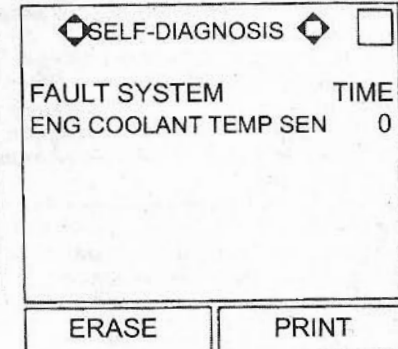 SELF-DIAGNOSIS
FAULT SYSTEM TIME
ENG COOLANT TEMP SEN 0
ERASE PRINT